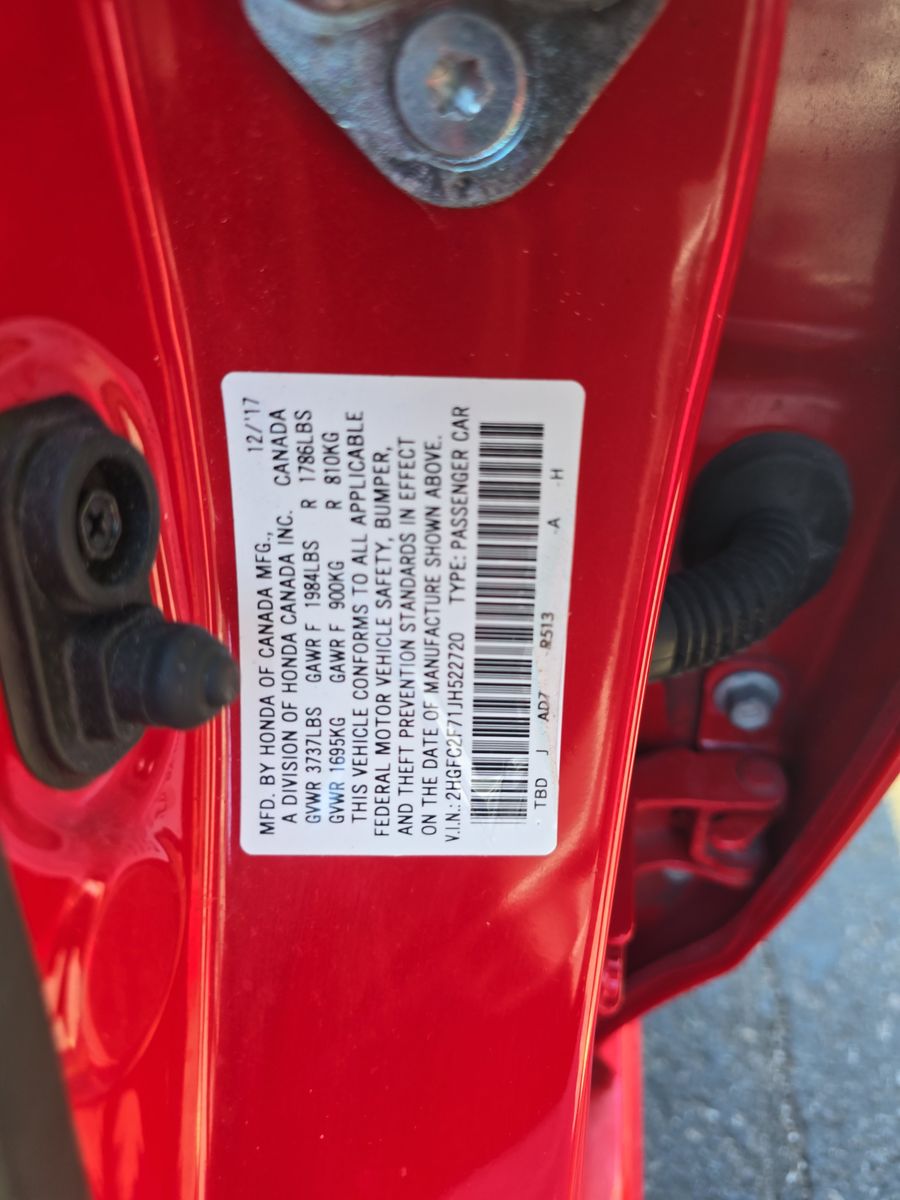 MFD. BY HONDA OF CANADA MFG., 12/'17
A DIVISION OF HONDA CANADA INC. CANADA
GVWR 3737LBS GAWR F 1984LBS R 1786LBS
GVWR 1695KG GAWR F 900KG R 810KG
THIS VEHICLE CONFORMS TO ALL APPLICABLE
FEDERAL MOTOR VEHICLE SAFETY, BUMPER,
AND THEFT PREVENTION STANDARDS IN EFFECT
ON THE DATE OF MANUFACTURE SHOWN ABOVE.
V.I.N.: 2HGFC2F71JH522720 TYPE: PASSENGER CAR
TBD J AD7 R513 -A -H